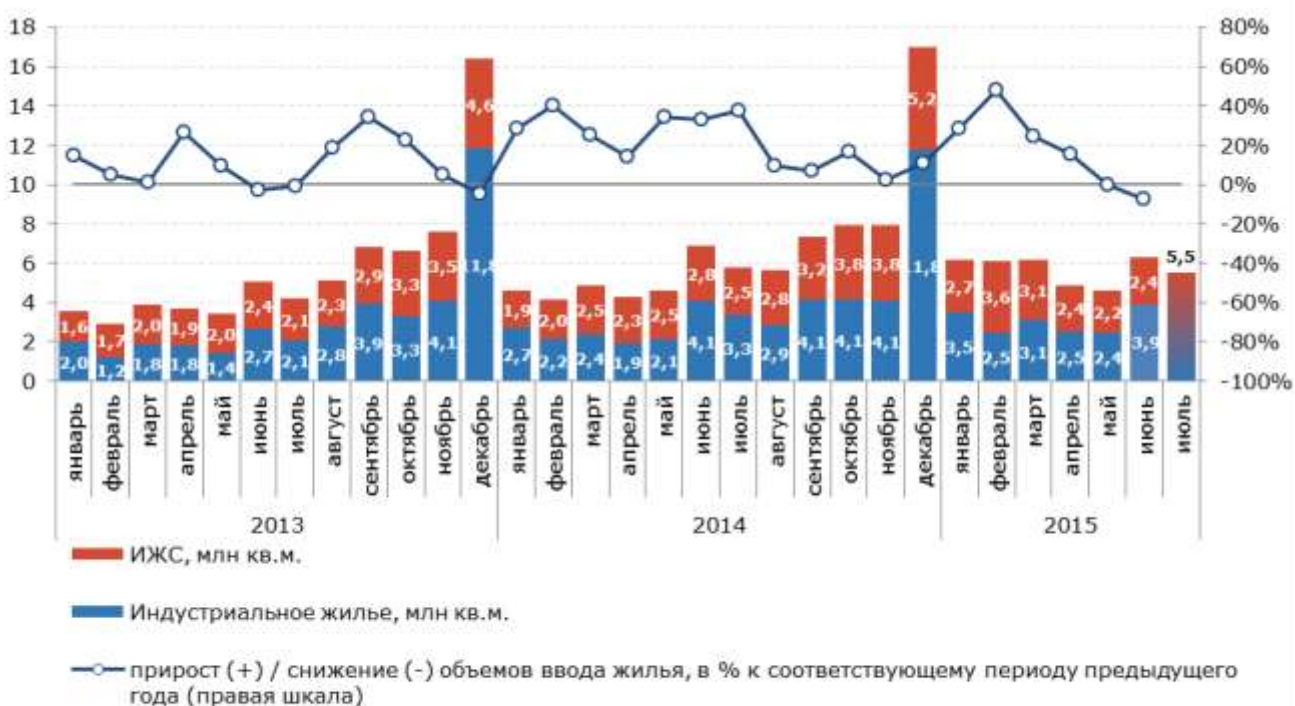 18
16
14
12
10
8
6
4
2
0
80%
60%
40%
20%
0%
-20%
-40%
-60%
-80%
-100%
1,6 1,7 2,0 1,9 2,0 2,4 2,1 2,3 2,9 3,3 3,5 4,6 1,9 2,0 2,5 2,3 2,5 2,8 2,5 2,8 3,2 3,8 3,8 5,2 2,7 3,6 3,1 2,4 2,2 2,4 5,5
2,0 1,2 1,8 1,8 1,4 2,7 2,1 2,8 3,9 3,3 4,1 11,8 2,7 2,2 2,4 1,9 2,1 4,1 3,3 2,9 4,1 4,1 4,1 11,8 3,5 2,5 3,1 2,5 2,4 3,9
январь февраль март апрель май июнь июль август сентябрь октябрь ноябрь декабрь январь февраль март апрель май июнь июль август сентябрь октябрь ноябрь декабрь январь февраль март апрель май июнь июль
2013 2014 2015
ИЖС, млн кв.м.
Индустриальное жилье, млн кв.м.
прирост (+) / снижение (-) объемов ввода жилья, в % к соответствующему периоду предыдущего
года (правая шкала)